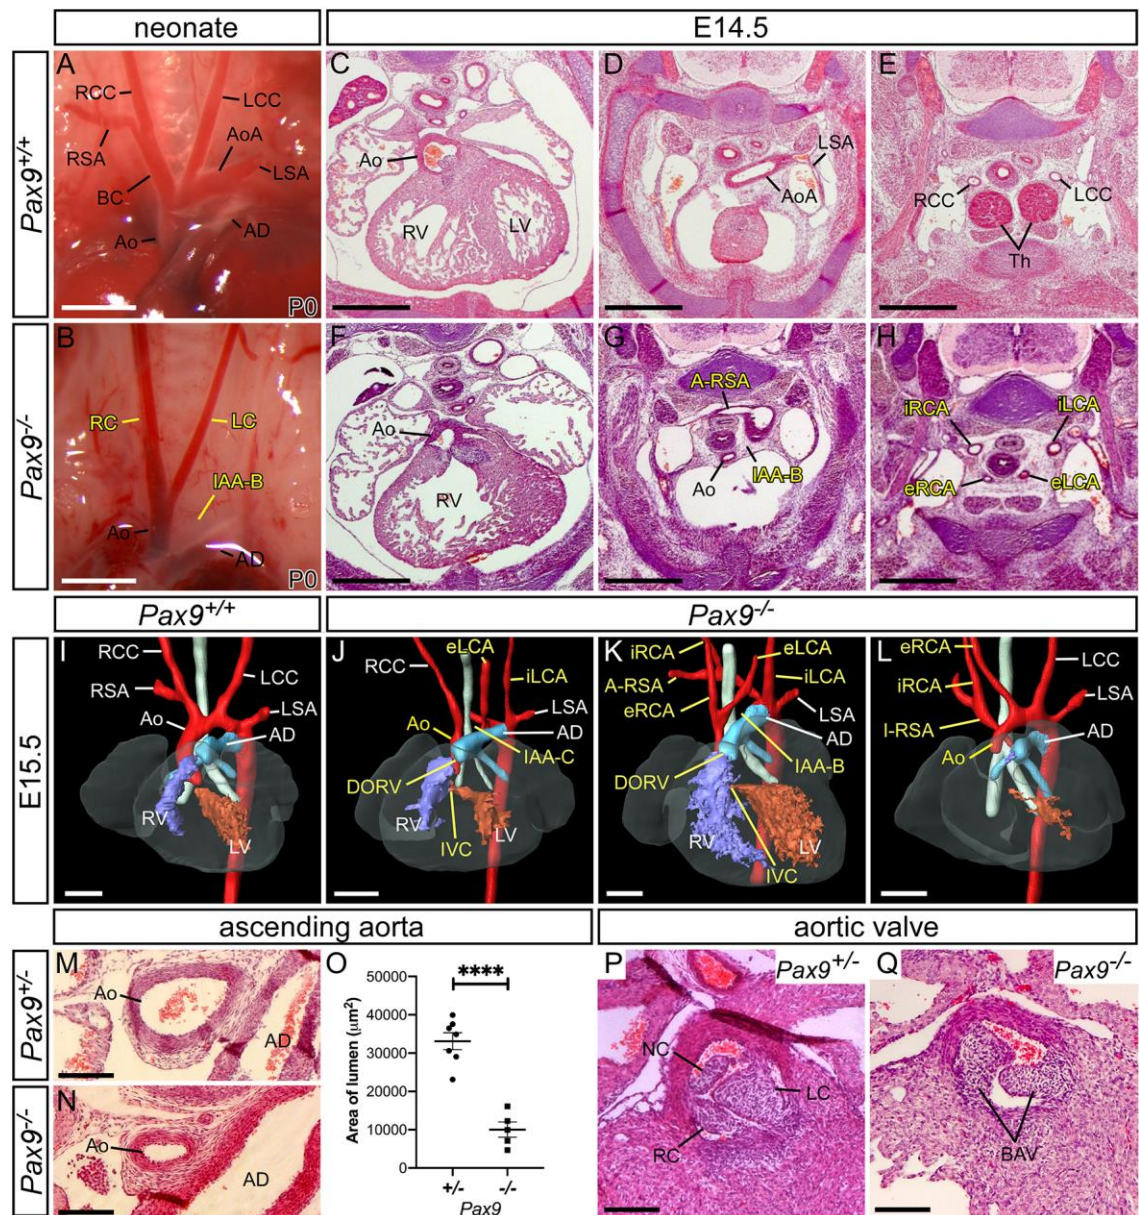 neonate
E14.5
Pax9+/+
A
RCC
LCC
AoA
RSA
LSA
BC
Ao
AD
P0
C
Ao
RV
LV
D
LSA
AoA
E
RCC
LCC
Th
Pax9-/-
B
RC
LC
IAA-B
Ao
AD
P0
F
Ao
RV
G
A-RSA
Ao
IAA-B
H
iRCA
iLCA
eRCA
eLCA
Pax9+/+
Pax9-/-
E15.5
I
RCC
LCC
RSA
LSA
Ao
AD
RV
LV
J
eLCA
RCC
iLCA
LSA
Ao
AD
IAA-C
DORV
RV
LV
IVC
K
iRCA
eLCA
A-RSA
iLCA
eRCA
LSA
AD
IAA-B
DORV
RV
LV
IVC
L
eRCA
LCC
iRCA
LSA
I-RSA
AD
Ao
ascending aorta
aortic valve
Pax9+/-
M
Ao
AD
Pax9-/-
N
Ao
AD
O
****
50000
40000
30000
20000
10000
0
Area of lumen (μm²)
+/-
-/-
Pax9
P
Pax9+/-
NC
LC
RC
Q
Pax9-/-
BAV